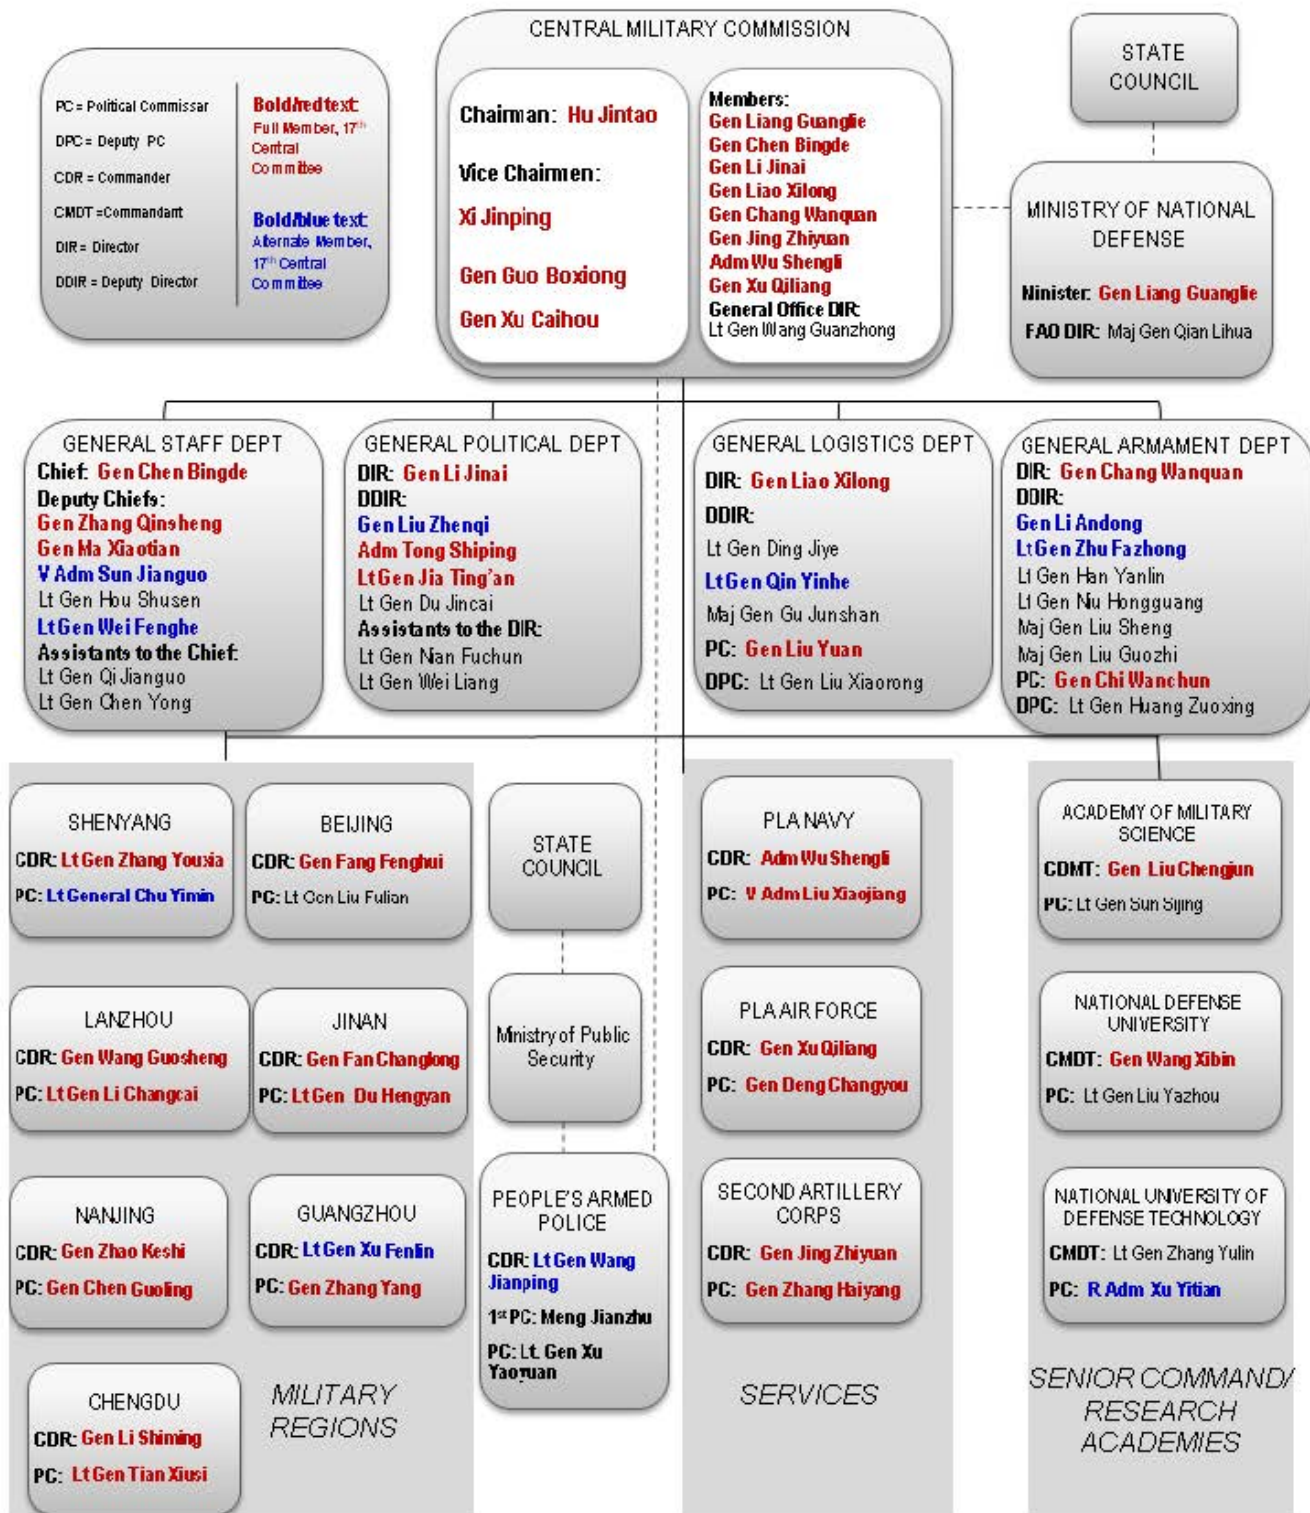 PC = Political Commissar
DPC = Deputy PC
CDR = Commander
CMDT =Commandant
DIR = Director
DDIR = Deputy Director
Bold/red text:
Full Member, 17th
Central
Committee
Bold/blue text:
Alternate Member,
17th Central
Committee
CENTRAL MILITARY COMMISSION
Chairman: Hu Jintao
Vice Chairmen:
Xi Jinping
Gen Guo Boxiong
Gen Xu Caihou
Members:
Gen Liang Guanglie
Gen Chen Bingde
Gen Li Jinai
Gen Liao Xilong
Gen Chang Wanquan
Gen Jing Zhiyuan
Adm Wu Shengli
Gen Xu Qiliang
General Office DIR:
Lt Gen Wang Guanzhong
STATE
COUNCIL
MINISTRY OF NATIONAL
DEFENSE
Minister: Gen Liang Guanglie
FAO DIR: Maj Gen Qian Lihua
GENERAL STAFF DEPT
Chief: Gen Chen Bingde
Deputy Chiefs:
Gen Zhang Qinsheng
Gen Ma Xiaotian
V Adm Sun Jianguo
Lt Gen Hou Shusen
Lt Gen Wei Fenghe
Assistants to the Chief:
Lt Gen Qi Jianguo
Lt Gen Chen Yong
GENERAL POLITICAL DEPT
DIR: Gen Li Jinai
DDIR:
Gen Liu Zhenqi
Adm Tong Shiping
Lt Gen Jia Ting'an
Lt Gen Du Jincai
Assistants to the DIR:
Lt Gen Nian Fuchun
Lt Gen Wei Liang
GENERAL LOGISTICS DEPT
DIR: Gen Liao Xilong
DDIR:
Lt Gen Ding Jiye
Lt Gen Qin Yinhe
Maj Gen Gu Junshan
PC: Gen Liu Yuan
DPC: Lt Gen Liu Xiaorong
GENERAL ARMAMENT DEPT
DIR: Gen Chang Wanquan
DDIR:
Gen Li Andong
Lt Gen Zhu Fazhong
Lt Gen Han Yanlin
Lt Gen Niu Hongguang
Maj Gen Liu Sheng
Maj Gen Liu Guozhi
PC: Gen Chi Wanchun
DPC: Lt Gen Huang Zuoxing
SHENYANG
CDR: Lt Gen Zhang Youxia
PC: Lt General Chu Yimin
BEIJING
CDR: Gen Fang Fenghui
PC: Lt Gen Liu Fulian
LANZHOU
CDR: Gen Wang Guosheng
PC: Lt Gen Li Changcai
JINAN
CDR: Gen Fan Changlong
PC: Lt Gen Du Hengyan
NANJING
CDR: Gen Zhao Keshi
PC: Gen Chen Guoling
GUANGZHOU
CDR: Lt Gen Xu Fenlin
PC: Gen Zhang Yang
CHENGDU
CDR: Gen Li Shiming
PC: Lt Gen Tian Xiusi
MILITARY
REGIONS
STATE
COUNCIL
Ministry of Public
Security
PEOPLE'S ARMED
POLICE
CDR: Lt Gen Wang
Jianping
1st PC: Meng Jianzhu
PC: Lt. Gen Xu
Yaoyuan
PLA NAVY
CDR: Adm Wu Shengli
PC: V Adm Liu Xiaojiang
PLA AIR FORCE
CDR: Gen Xu Qiliang
PC: Gen Deng Changyou
SECOND ARTILLERY
CORPS
CDR: Gen Jing Zhiyuan
PC: Gen Zhang Haiyang
SERVICES
ACADEMY OF MILITARY
SCIENCE
CDMT: Gen Liu Chengjun
PC: Lt Gen Sun Sijing
NATIONAL DEFENSE
UNIVERSITY
CMDT: Gen Wang Xibin
PC: Lt Gen Liu Yazhou
NATIONAL UNIVERSITY OF
DEFENSE TECHNOLOGY
CMDT: Lt Gen Zhang Yulin
PC: R Adm Xu Yitian
SENIOR COMMAND/
RESEARCH
ACADEMIES